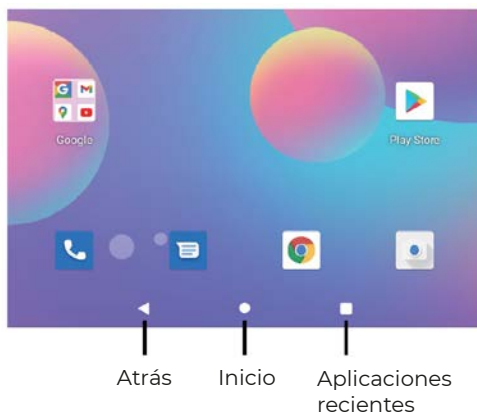 Google
Play Store
Atrás
Inicio
Aplicaciones
recientes